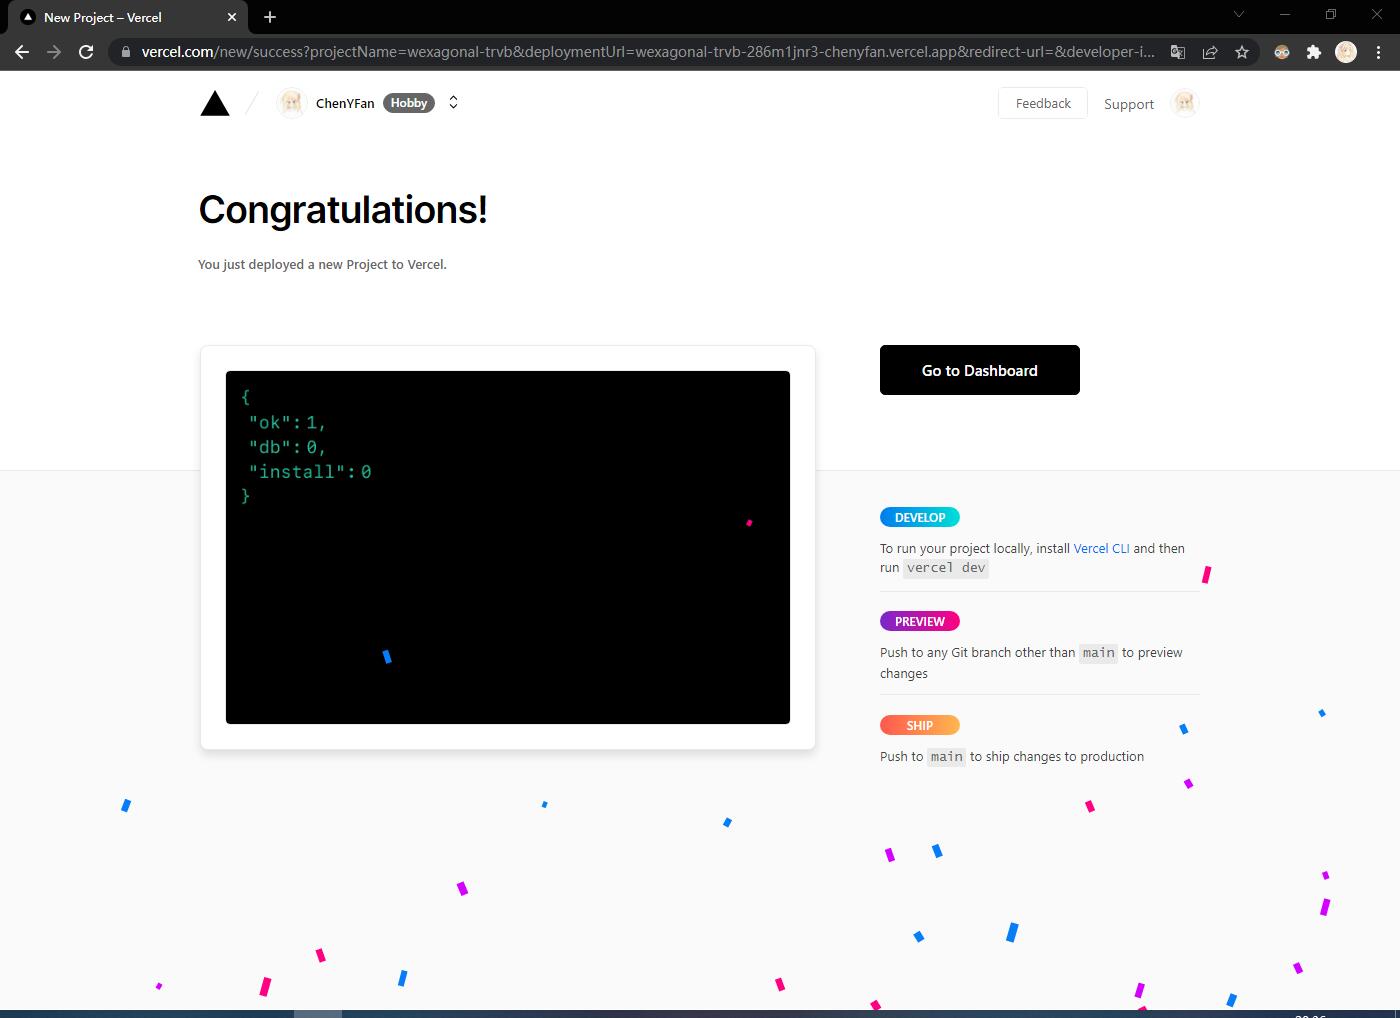 New Project – Vercel
vercel.com/new/success?projectName=wexagonal-trvb&deploymentUrl=wexagonal-trvb-286m1jnr3-chenyfan.vercel.app&redirect-url=&developer-i...
ChenYFan Hobby
Feedback
Support
Congratulations!
You just deployed a new Project to Vercel.
{
"ok": 1,
"db": 0,
"install": 0
}
Go to Dashboard
DEVELOP
To run your project locally, install Vercel CLI and then
run vercel dev
PREVIEW
Push to any Git branch other than main to preview
changes
SHIP
Push to main to ship changes to production